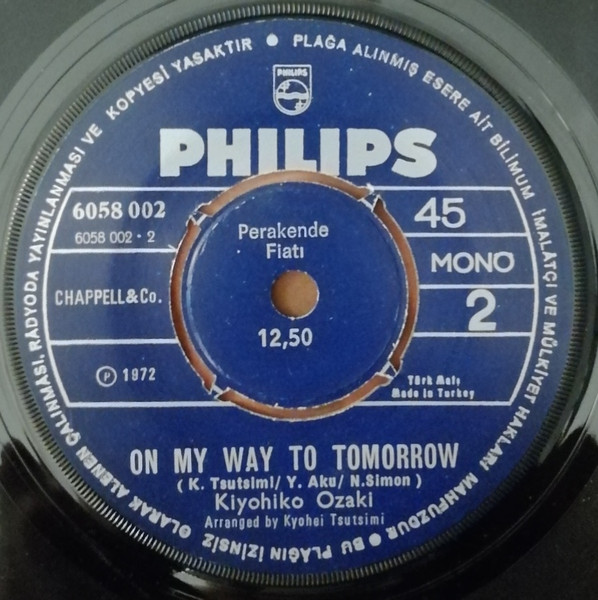 PLAĞA ALINMIŞ ESERE AİT BİLİMUM İMALATÇI VE MÜLKİYET HAKLARI MAHFUZDUR ● BU PLAĞIN İZİNSİZ OLARAK ALENEN ÇALINMASI, RADYODA YAYINLANMASI VE KOPYESİ YASAKTIR ●
PHILIPS
PHILIPS
6058 002
6058 002 · 2
CHAPPELL&Co.
Ⓟ 1972
Perakende
Fiatı
12,50
45
MONO
2
Türk Malı
Made in Turkey
ON MY WAY TO TOMORROW
( K. Tsutsimi/ Y. Aku/ N.Simon )
Kiyohiko Ozaki
Arranged by Kyohei Tsutsimi